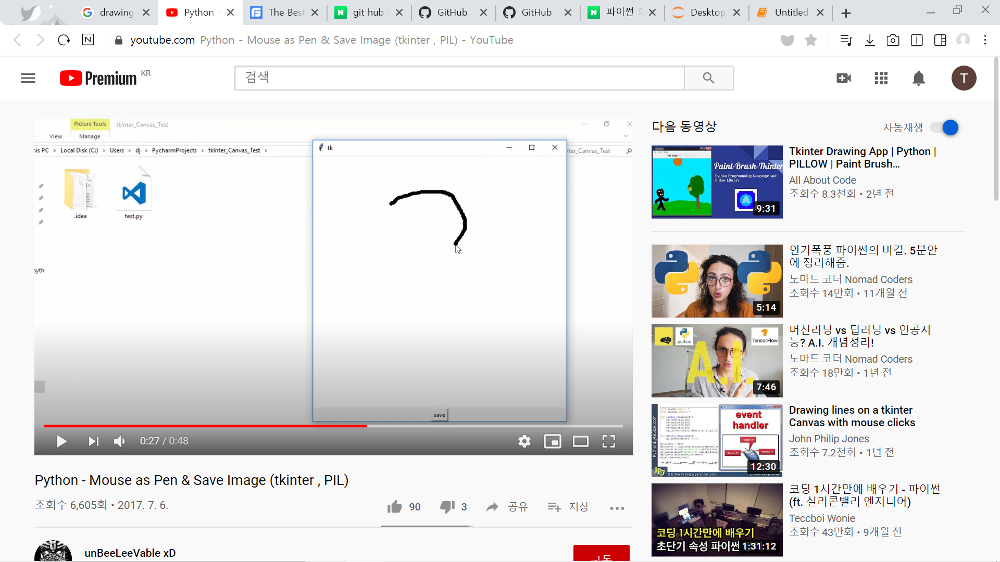 drawing
Python -
The Best
git hub
GitHub
GitHub
파이썬
Desktop
Untitled
youtube.com Python - Mouse as Pen & Save Image (tkinter , PIL) - YouTube
Premium KR
검색
T
Picture Tools
tkInter_Canvas_Test
View
Manage
his PC > Local Disk (C:) > Users > dj > PycharmProjects > tkInter_Canvas_Test >
nter_Canvas_Test
tk
.idea
test.py
pyth
save
0:27 / 0:48
Python - Mouse as Pen & Save Image (tkinter , PIL)
조회수 6,605회 • 2017. 7. 6.
90
3
공유
저장
unBeeLeeVable xD
구독
다음 동영상
자동재생
Paint-Brush-Tkinter
Python Programming Language And
Pillow Library
9:31
Tkinter Drawing App | Python |
PILLOW | Paint Brush...
All About Code
조회수 8.3천회 • 2년 전
5:14
인기폭풍 파이썬의 비결. 5분안
에 정리해줌.
노마드 코더 Nomad Coders
조회수 14만회 • 11개월 전
python
TensorFlow
A.I.
7:46
머신러닝 vs 딥러닝 vs 인공지
능? A.I. 개념정리!
노마드 코더 Nomad Coders
조회수 18만회 • 1년 전
event
handler
PythonByteSize.com
JPJ
It is like having a personal tutor
12:30
Drawing lines on a tkinter
Canvas with mouse clicks
John Philip Jones
조회수 7.2천회 • 1년 전
코딩 1시간만에 배우기
초단기 속성 파이썬
1:31:12
코딩 1시간만에 배우기 - 파이썬
(ft. 실리콘밸리 엔지니어)
Teccboi Wonie
조회수 43만회 • 9개월 전